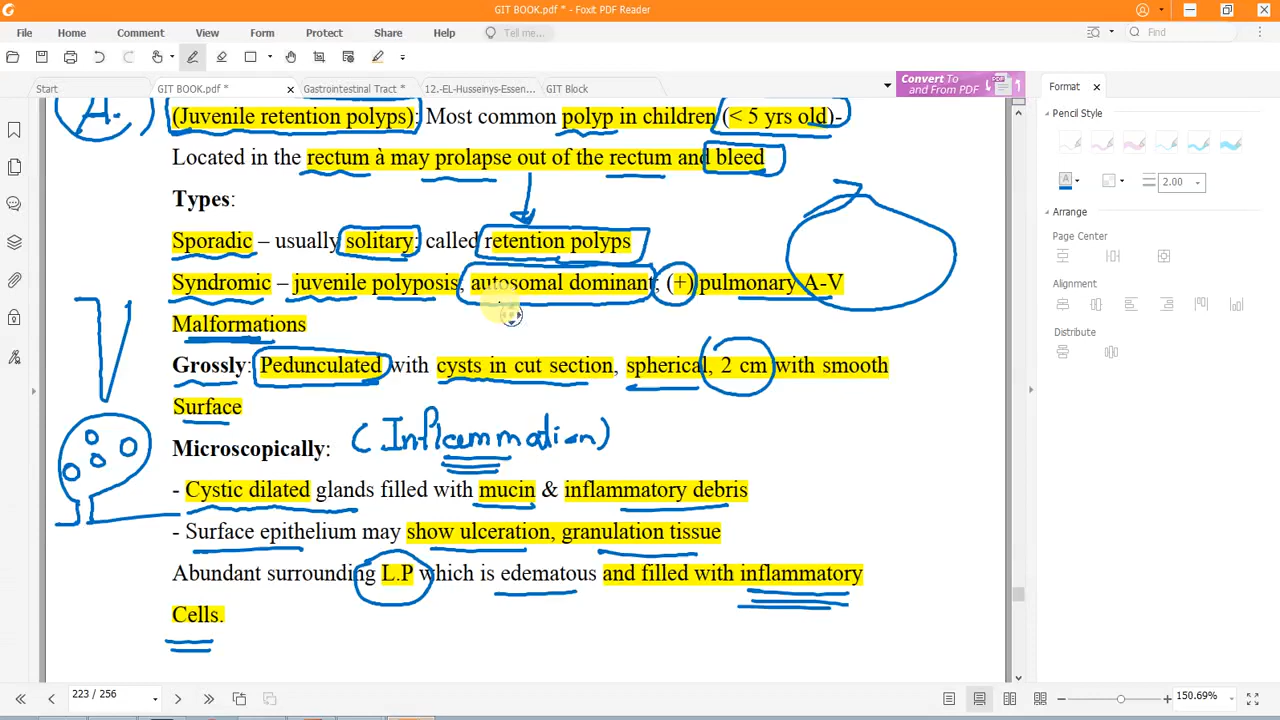 GIT BOOK.pdf * - Foxit PDF Reader
File Home Comment View Form Protect Share Help Tell me... Find
Start GIT BOOK.pdf * Gastrointestinal Tract * 12.-EL-Husseinys-Essen... GIT Block Convert To and From PDF
A.
(Juvenile retention polyps): Most common polyp in children (< 5 yrs old)-
Located in the rectum à may prolapse out of the rectum and bleed
Types:
Sporadic – usually solitary: called retention polyps
Syndromic – juvenile polyposis, autosomal dominant; (+) pulmonary A-V
Malformations
Grossly: Pedunculated with cysts in cut section, spherical, 2 cm with smooth
Surface
Microscopically: (Inflammation)
- Cystic dilated glands filled with mucin & inflammatory debris
- Surface epithelium may show ulceration, granulation tissue
Abundant surrounding L.P which is edematous and filled with inflammatory
Cells.
Format
Pencil Style
2.00
Arrange
Page Center
Alignment
Distribute
223 / 256
150.69%